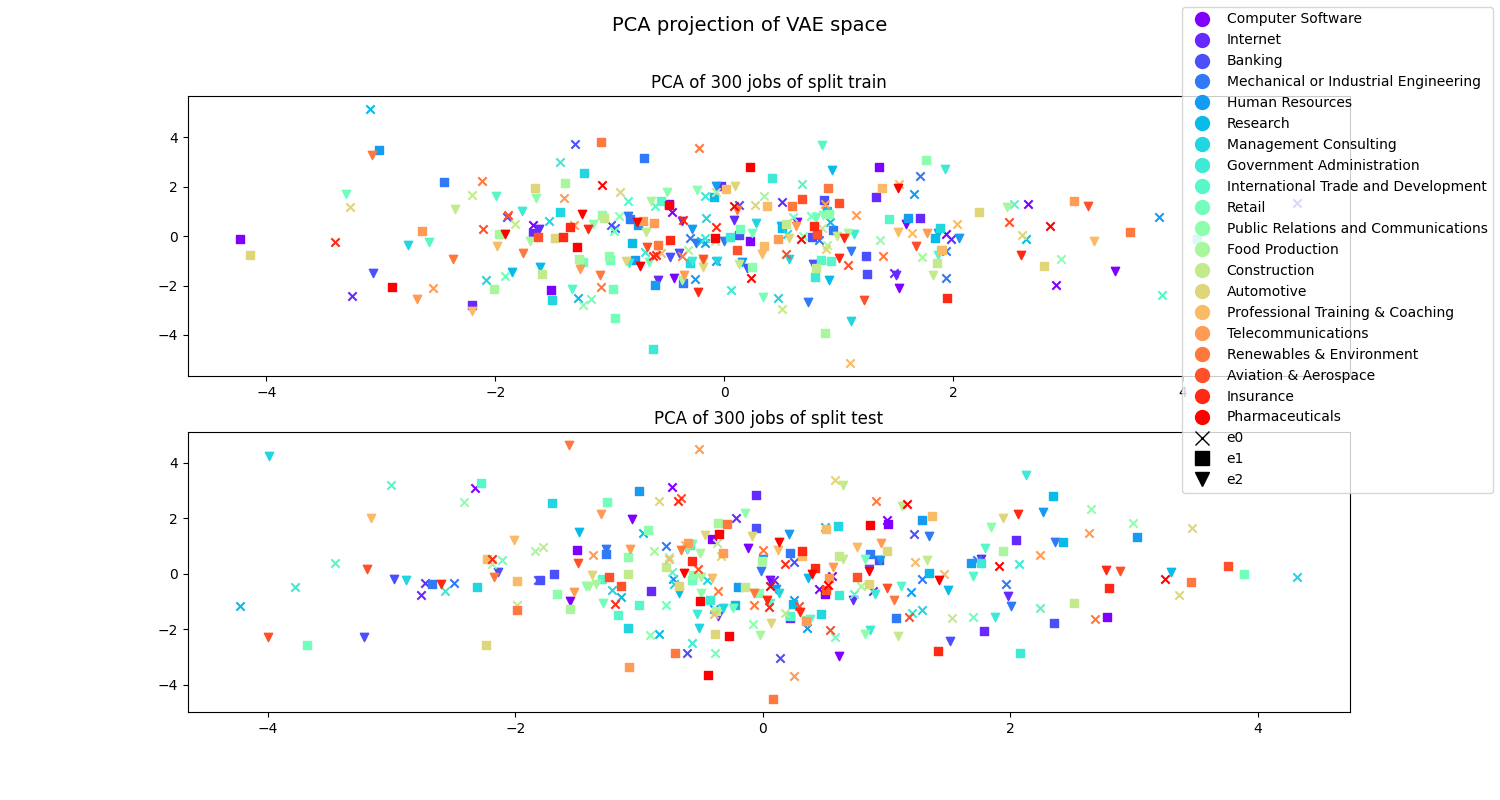 PCA projection of VAE space
PCA of 300 jobs of split train
4
2
0
−2
−4
−4
−2
0
2
4
PCA of 300 jobs of split test
4
2
0
−2
−4
−4
−2
0
2
4
Computer Software
Internet
Banking
Mechanical or Industrial Engineering
Human Resources
Research
Management Consulting
Government Administration
International Trade and Development
Retail
Public Relations and Communications
Food Production
Construction
Automotive
Professional Training & Coaching
Telecommunications
Renewables & Environment
Aviation & Aerospace
Insurance
Pharmaceuticals
e0
e1
e2